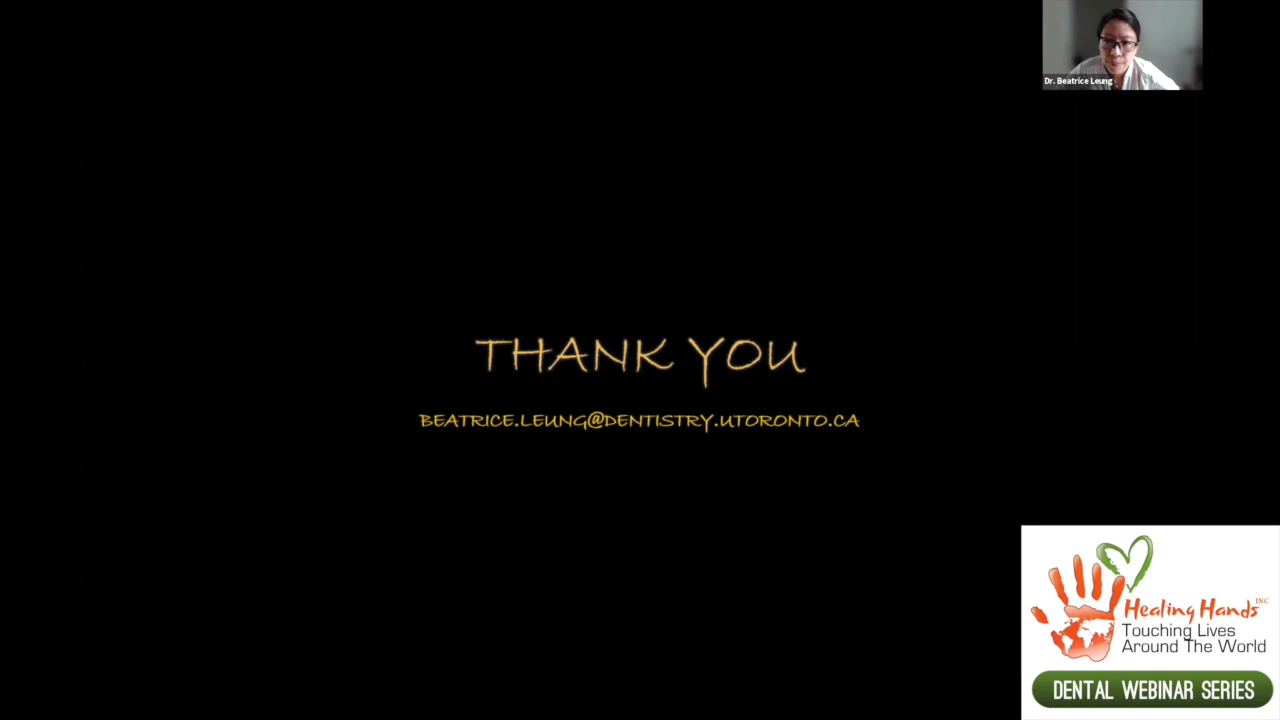 Dr. Beatrice Leung
THANK YOU
BEATRICE.LEUNG@DENTISTRY.UTORONTO.CA
Healing Hands INC
Touching Lives
Around The World
DENTAL WEBINAR SERIES